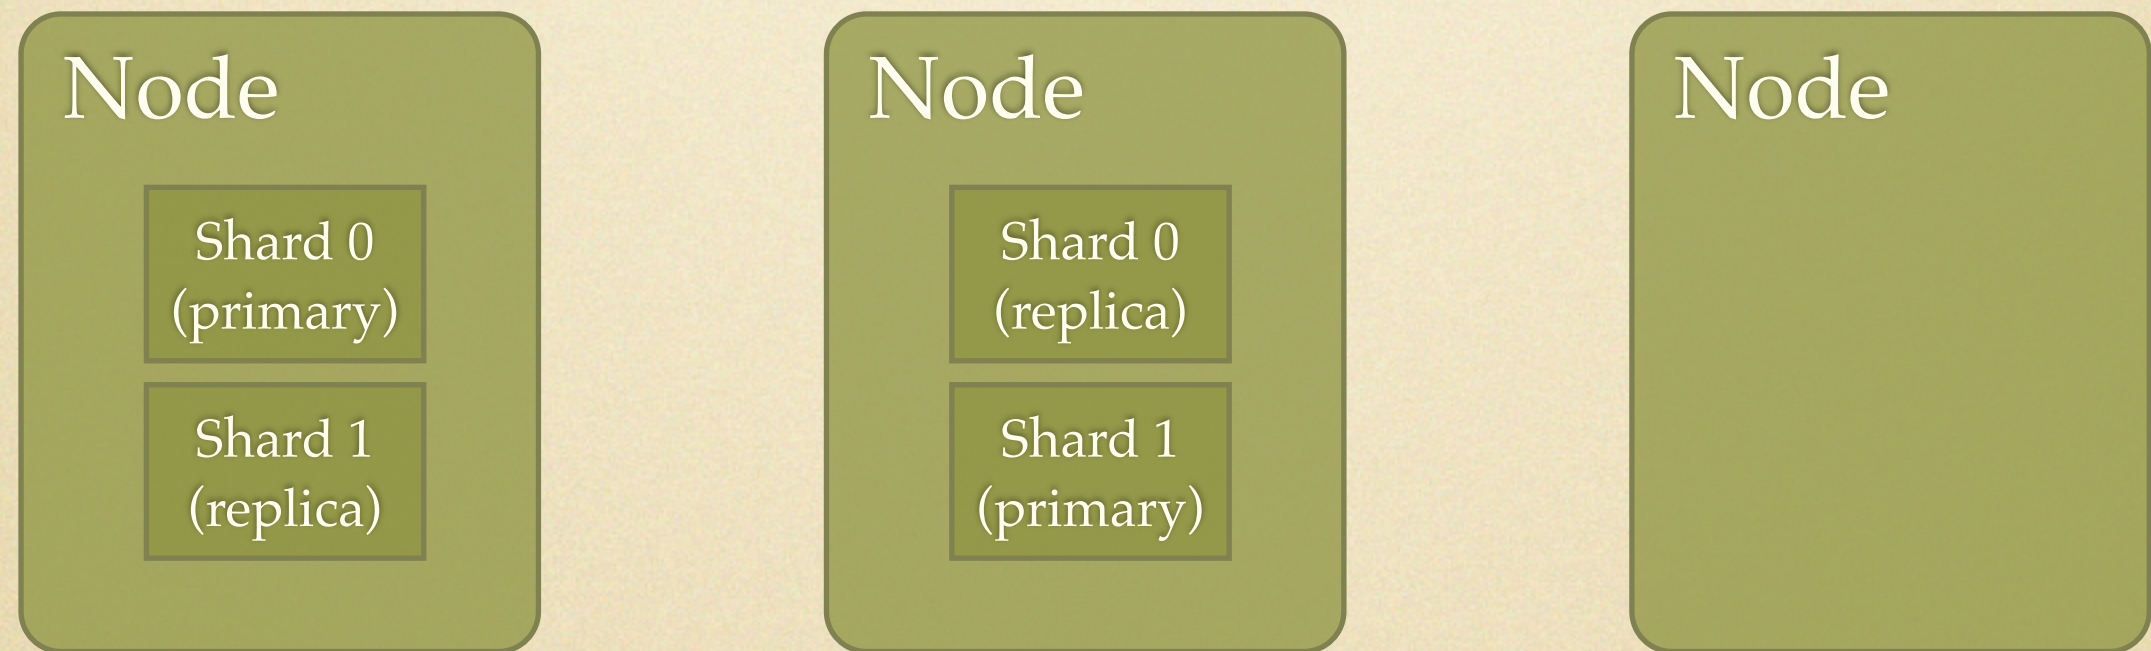 Node
Shard 0
(primary)
Shard 1
(replica)
Node
Shard 0
(replica)
Shard 1
(primary)
Node